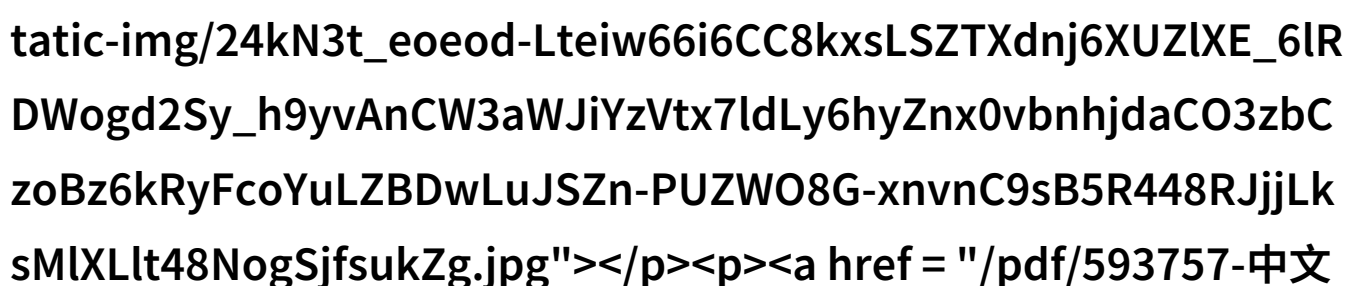 tatic-img/24kN3t_eoeod-Lteiw66i6CC8kxsLSZTXdnj6XUZlXE_6lR
DWogd2Sy_h9yvAnCW3aWJiYzVtx7ldLy6hyZnx0vbnhjdaCO3zbC
zoBz6kRyFcoYuLZBDwLuJSZn-PUZWO8G-xnvnC9sB5R448RJjjLk
sMlXLlt48NogSjfsukZg.jpg"></p><p><a href = "/pdf/593757-中文